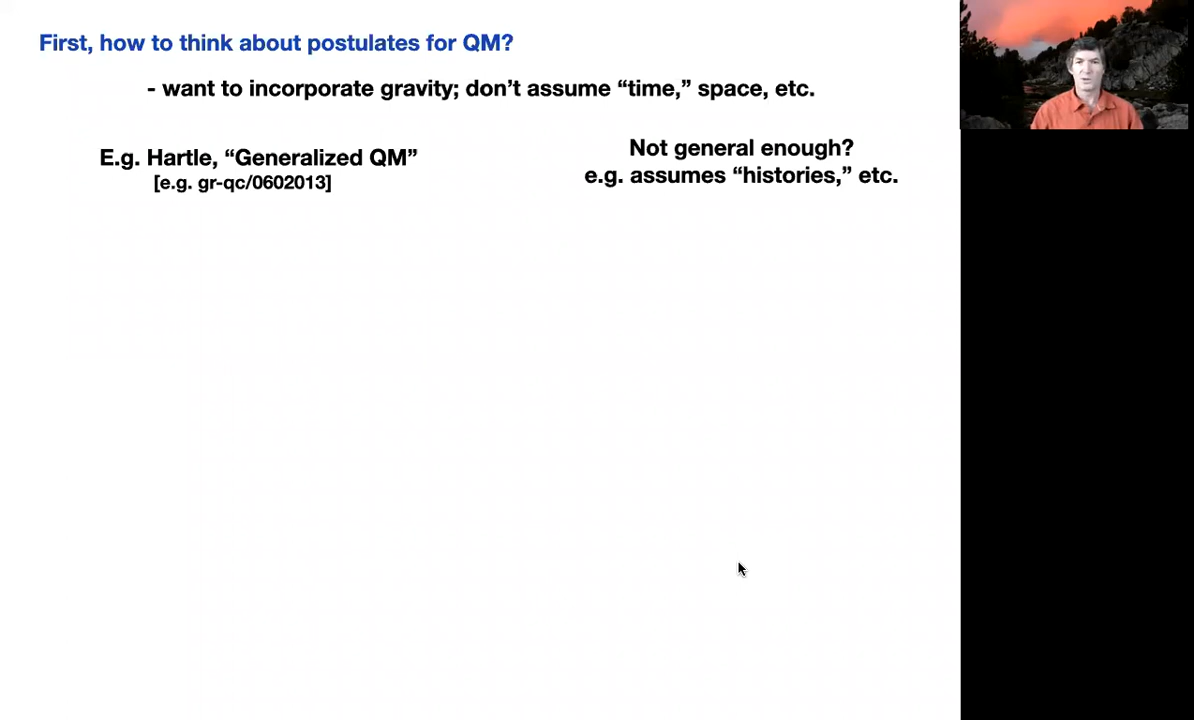 First, how to think about postulates for QM?
- want to incorporate gravity; don’t assume “time,” space, etc.
E.g. Hartle, “Generalized QM”
[e.g. gr-qc/0602013]
Not general enough?
e.g. assumes “histories,” etc.